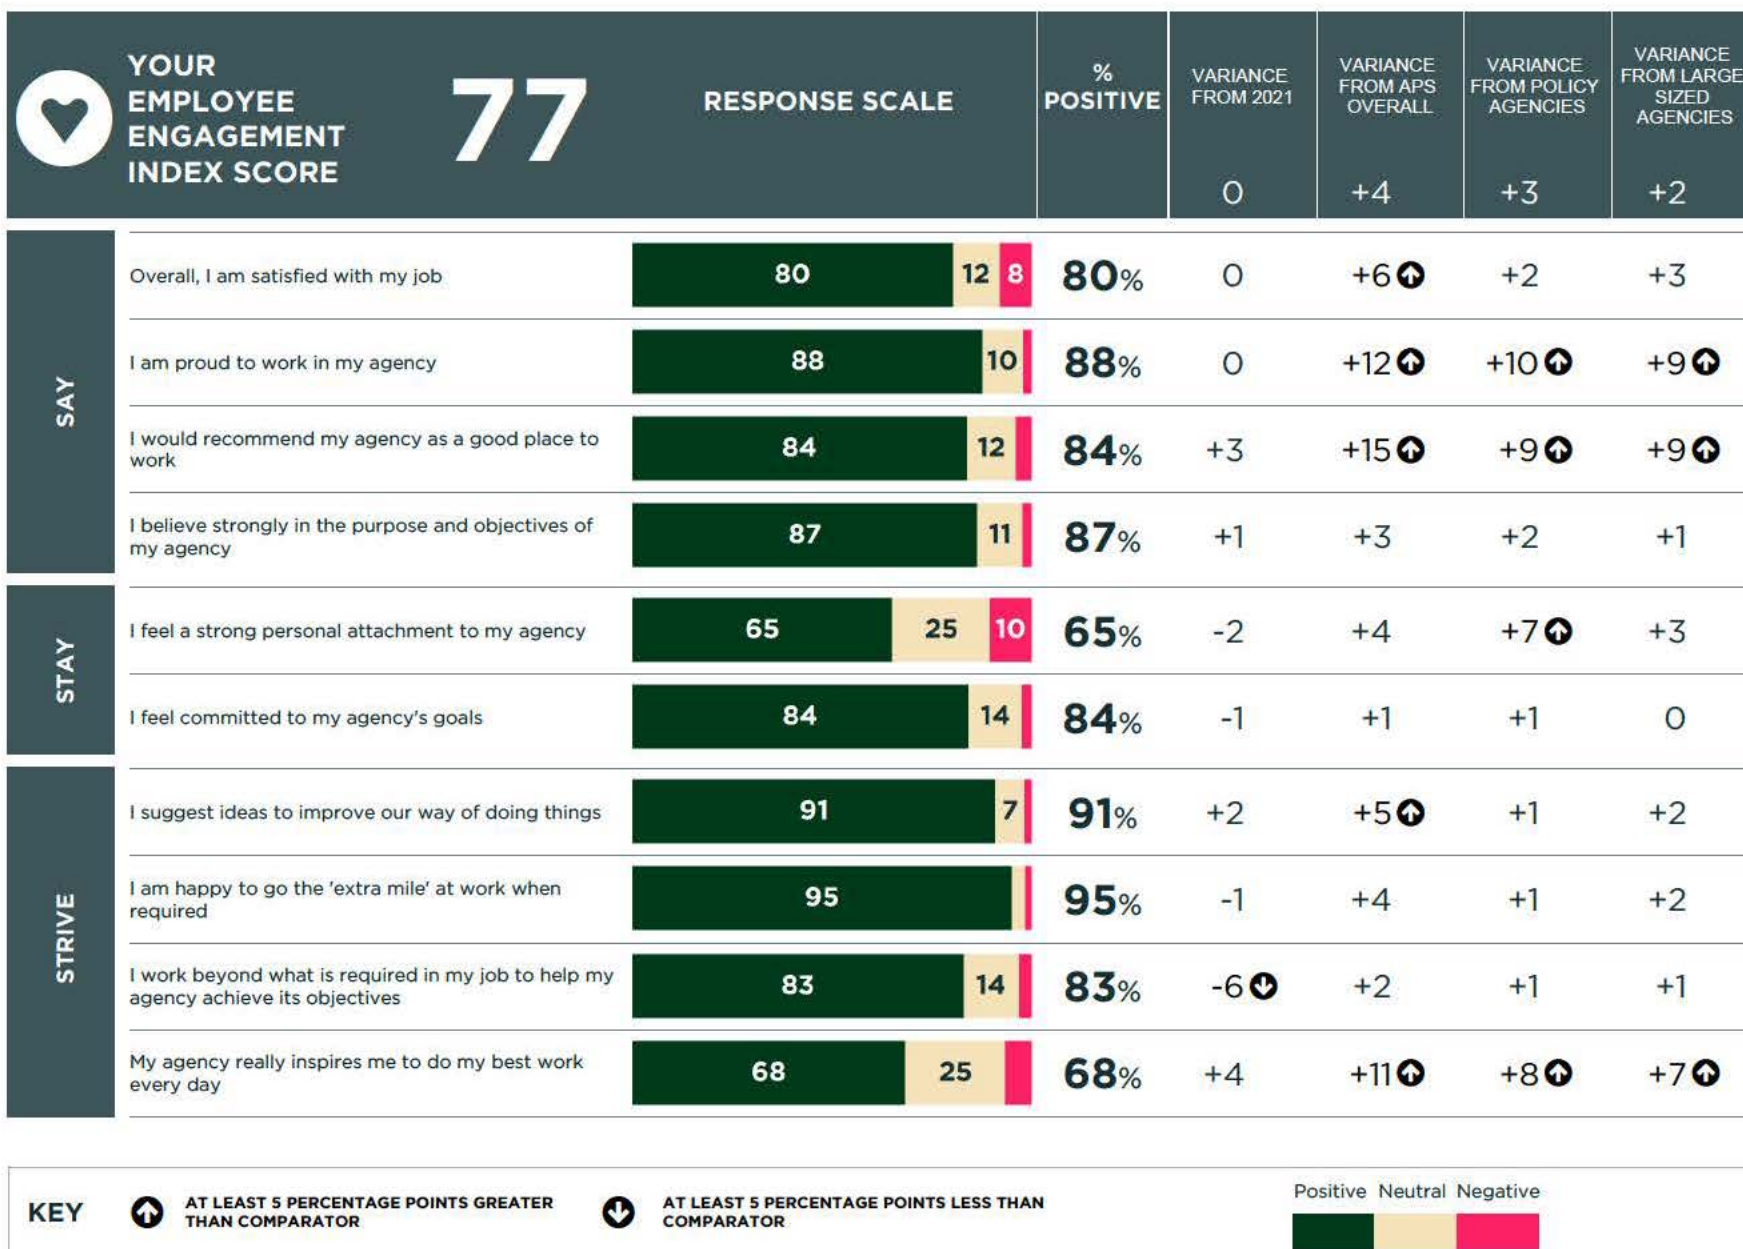 YOUR
EMPLOYEE
ENGAGEMENT
INDEX SCORE
77
RESPONSE SCALE
%
POSITIVE
VARIANCE
FROM 2021
0
VARIANCE
FROM APS
OVERALL
+4
VARIANCE
FROM POLICY
AGENCIES
+3
VARIANCE
FROM LARGE
SIZED
AGENCIES
+2
SAY
Overall, I am satisfied with my job
80 12 8 80% 0 +6 +2 +3
I am proud to work in my agency
88 10 88% 0 +12 +10 +9
I would recommend my agency as a good place to
work
84 12 84% +3 +15 +9 +9
I believe strongly in the purpose and objectives of
my agency
87 11 87% +1 +3 +2 +1
STAY
I feel a strong personal attachment to my agency
65 25 10 65% -2 +4 +7 +3
I feel committed to my agency's goals
84 14 84% -1 +1 +1 0
STRIVE
I suggest ideas to improve our way of doing things
91 7 91% +2 +5 +1 +2
I am happy to go the 'extra mile' at work when
required
95 95% -1 +4 +1 +2
I work beyond what is required in my job to help my
agency achieve its objectives
83 14 83% -6 +2 +1 +1
My agency really inspires me to do my best work
every day
68 25 68% +4 +11 +8 +7
KEY
AT LEAST 5 PERCENTAGE POINTS GREATER
THAN COMPARATOR
AT LEAST 5 PERCENTAGE POINTS LESS THAN
COMPARATOR
Positive Neutral Negative